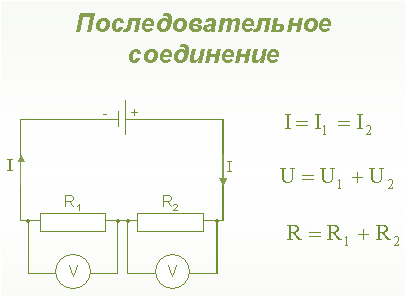 Последовательное
соединение
- +
I = I₁ = I₂
I I
U = U₁ + U₂
R₁ R₂
R = R₁ + R₂
V V